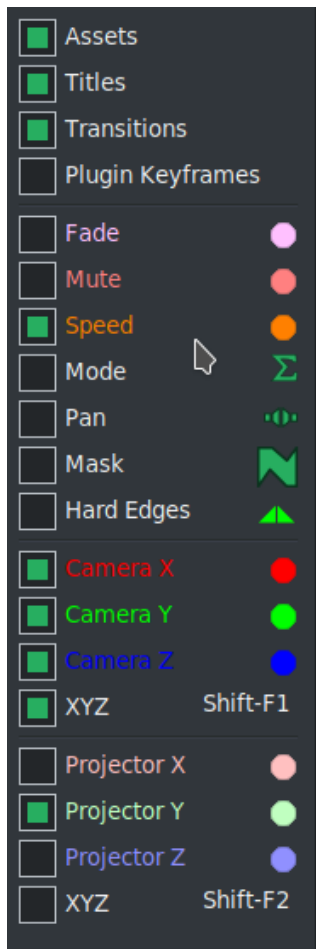 Assets
Titles
Transitions
Plugin Keyframes
Fade
Mute
Speed
Mode Σ
Pan
Mask
Hard Edges
Camera X
Camera Y
Camera Z
XYZ Shift-F1
Projector X
Projector Y
Projector Z
XYZ Shift-F2